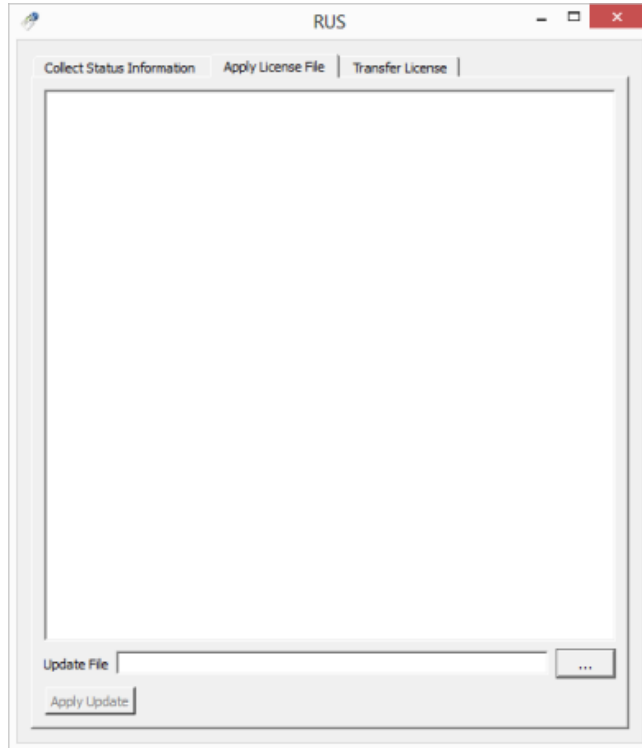 RUS
Collect Status Information
Apply License File
Transfer License
Update File
...
Apply Update